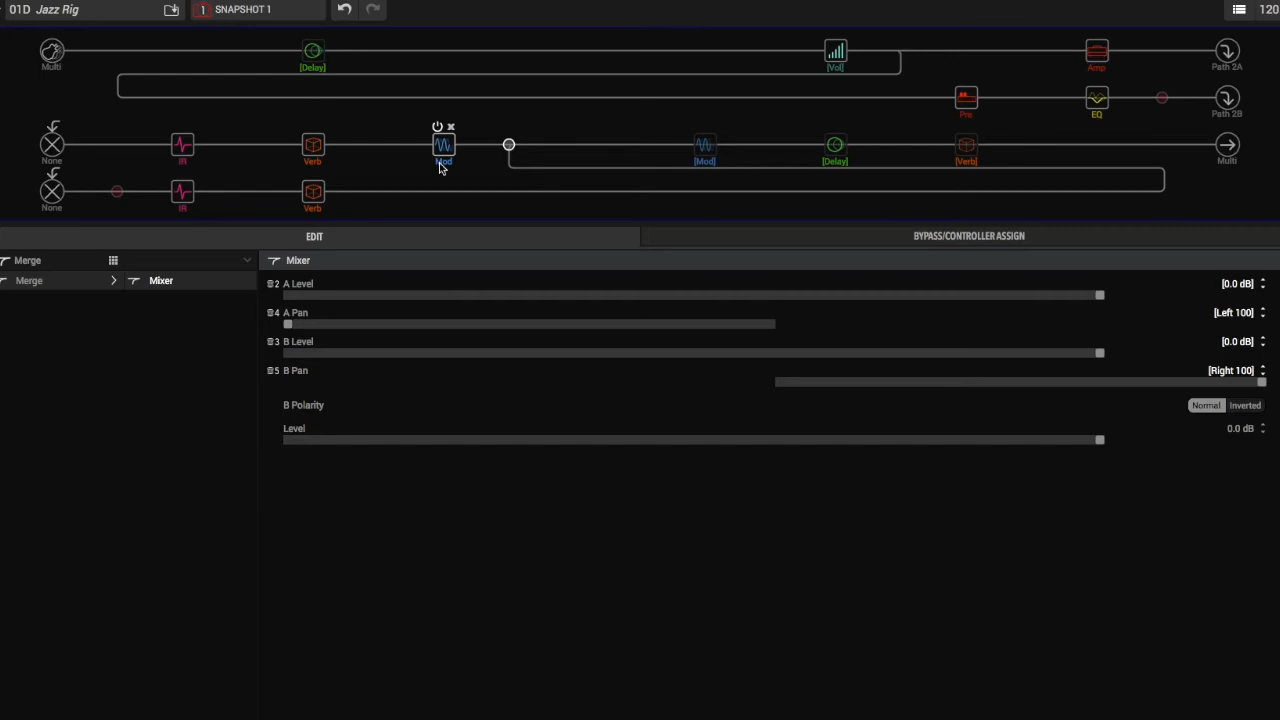 01D Jazz Rig
1
SNAPSHOT 1
120
Multi
[Delay]
[Vol]
Amp
Path 2A
Pre
EQ
Path 2B
None
IR
Verb
Mod
[Mod]
[Delay]
[Verb]
Multi
None
IR
Verb
EDIT
BYPASS/CONTROLLER ASSIGN
Merge
Mixer
Merge
Mixer
2 A Level [0.0 dB]
4 A Pan [Left 100]
3 B Level [0.0 dB]
5 B Pan [Right 100]
B Polarity Normal Inverted
Level 0.0 dB